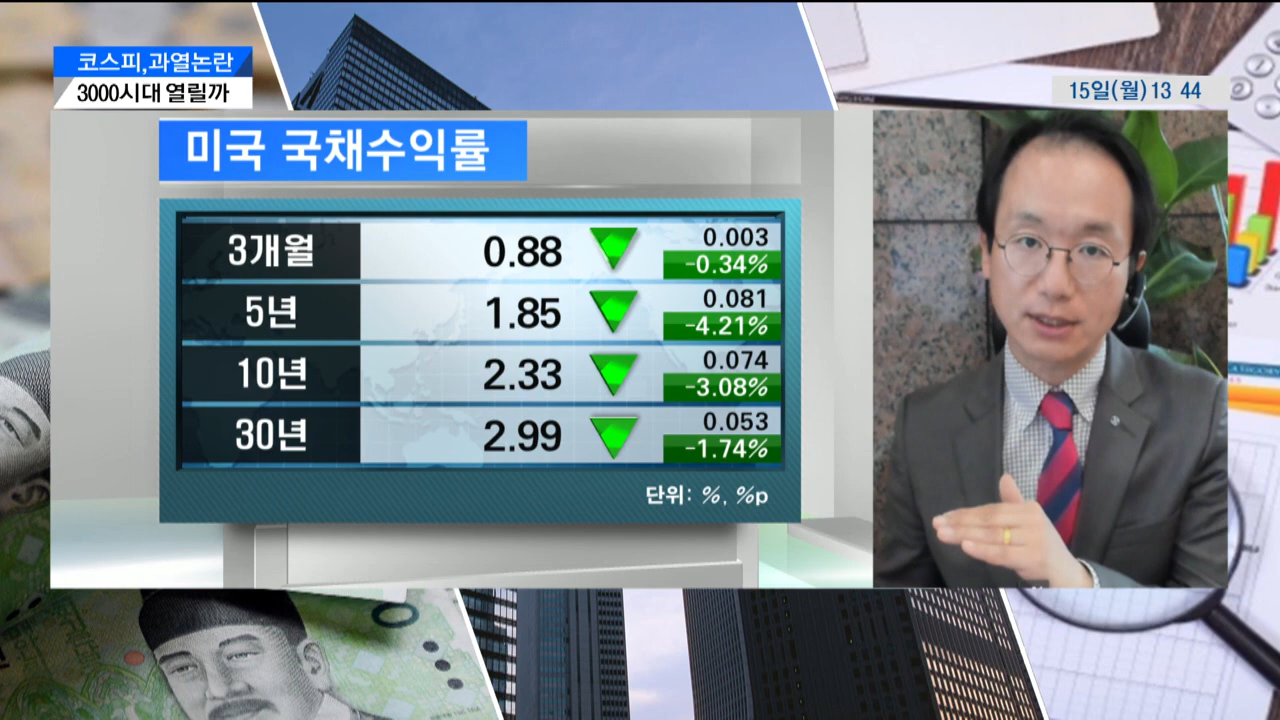 코스피,과열논란
3000시대 열릴까
15일(월) 13 44
미국 국채수익률
3개월 0.88 0.003
-0.34%
5년 1.85 0.081
-4.21%
10년 2.33 0.074
-3.08%
30년 2.99 0.053
-1.74%
단위: %, %p